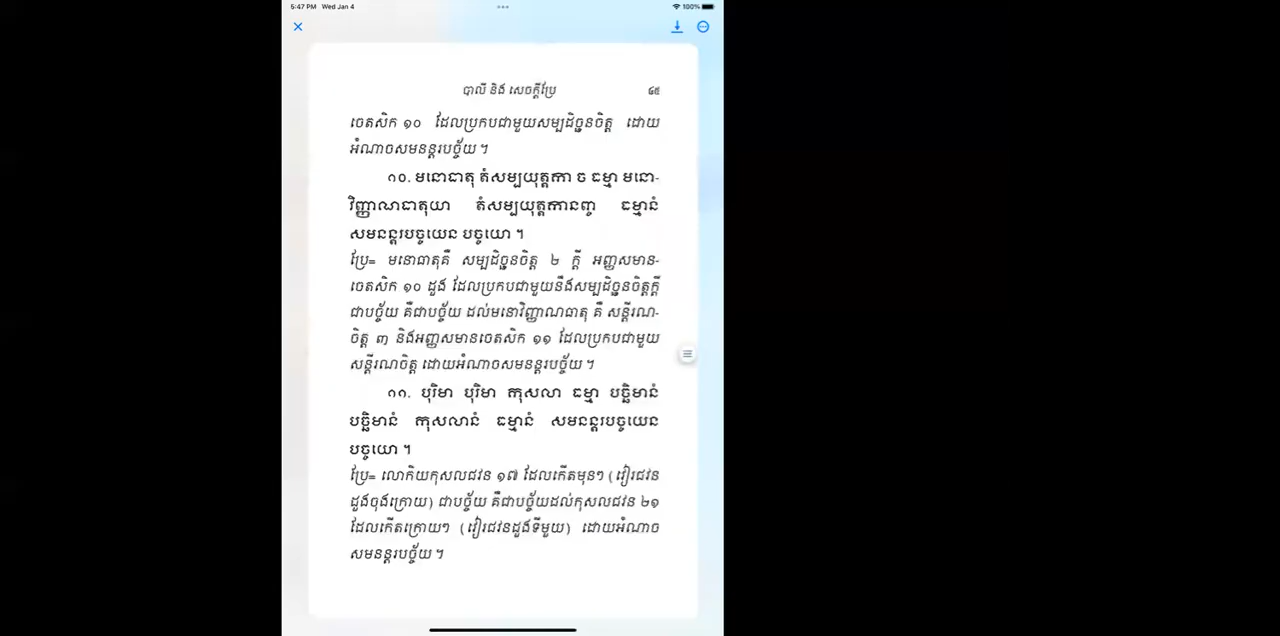 5:47 PM Wed Jan 4
100%
បាលី និង សេចក្ដីប្រែ ៤៥
ចេតសិក ១០ ដែលប្រកបជាមួយសម្បដិច្ឆនចិត្ត ដោយ
អំណាចសមនន្តរបច្ច័យ ។
១០. មនោធាតុ តំសម្បយុត្តកា ច ធម្មា មនោ-
វិញ្ញាណធាតុយា តំសម្បយុត្តកានញ្ច ធម្មានំ
សមនន្តរបច្ចយេន បច្ចយោ ។
ប្រែ= មនោធាតុគឺ សម្បដិច្ឆនចិត្ត ២ ក្ដី អញ្ញសមាន-
ចេតសិក ១០ ដួង ដែលប្រកបជាមួយនឹងសម្បដិច្ឆនចិត្តក្ដី
ជាបច្ច័យ គឺជាបច្ច័យ ដល់មនោវិញ្ញាណធាតុ គឺ សន្តីរណ-
ចិត្ត ៣ និងអញ្ញសមានចេតសិក ១១ ដែលប្រកបជាមួយ
សន្តីរណចិត្ត ដោយអំណាចសមនន្តរបច្ច័យ ។
១១. បុរិមា បុរិមា កុសលា ធម្មា បច្ឆិមានំ
បច្ឆិមានំ កុសលានំ ធម្មានំ សមនន្តរបច្ចយេន
បច្ចយោ ។
ប្រែ= លោកិយកុសលជវន ១៧ ដែលកើតមុនៗ (វៀរជវន
ដួងចុងក្រោយ) ជាបច្ច័យ គឺជាបច្ច័យដល់កុសលជវន ២១
ដែលកើតក្រោយៗ (វៀរជវនដួងទីមួយ) ដោយអំណាច
សមនន្តរបច្ច័យ ។